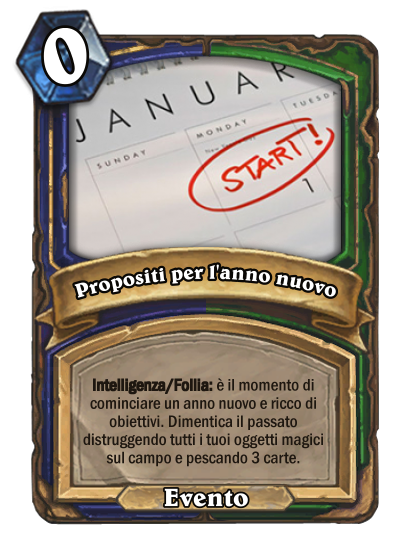 0
JANUAR
SUNDAY
MONDAY
TUESDA
START!
1
Propositi per l'anno nuovo
Intelligenza/Follia: è il momento di
cominciare un anno nuovo e ricco di
obiettivi. Dimentica il passato
distruggendo tutti i tuoi oggetti magici
sul campo e pescando 3 carte.
Evento